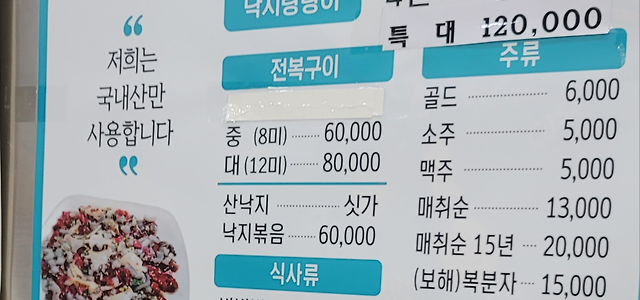 낙지탕탕이
특 대 120,000
“
저희는
국내산만
사용합니다
”
전복구이
중 (8미) ······· 60,000
대 (12미) ······· 80,000
산낙지 ··············· 싯가
낙지볶음 ······· 60,000
식사류
주류
골드 ··············· 6,000
소주 ··············· 5,000
맥주 ··············· 5,000
매취순 ··········· 13,000
매취순 15년 ··· 20,000
(보해)복분자 ···· 15,000